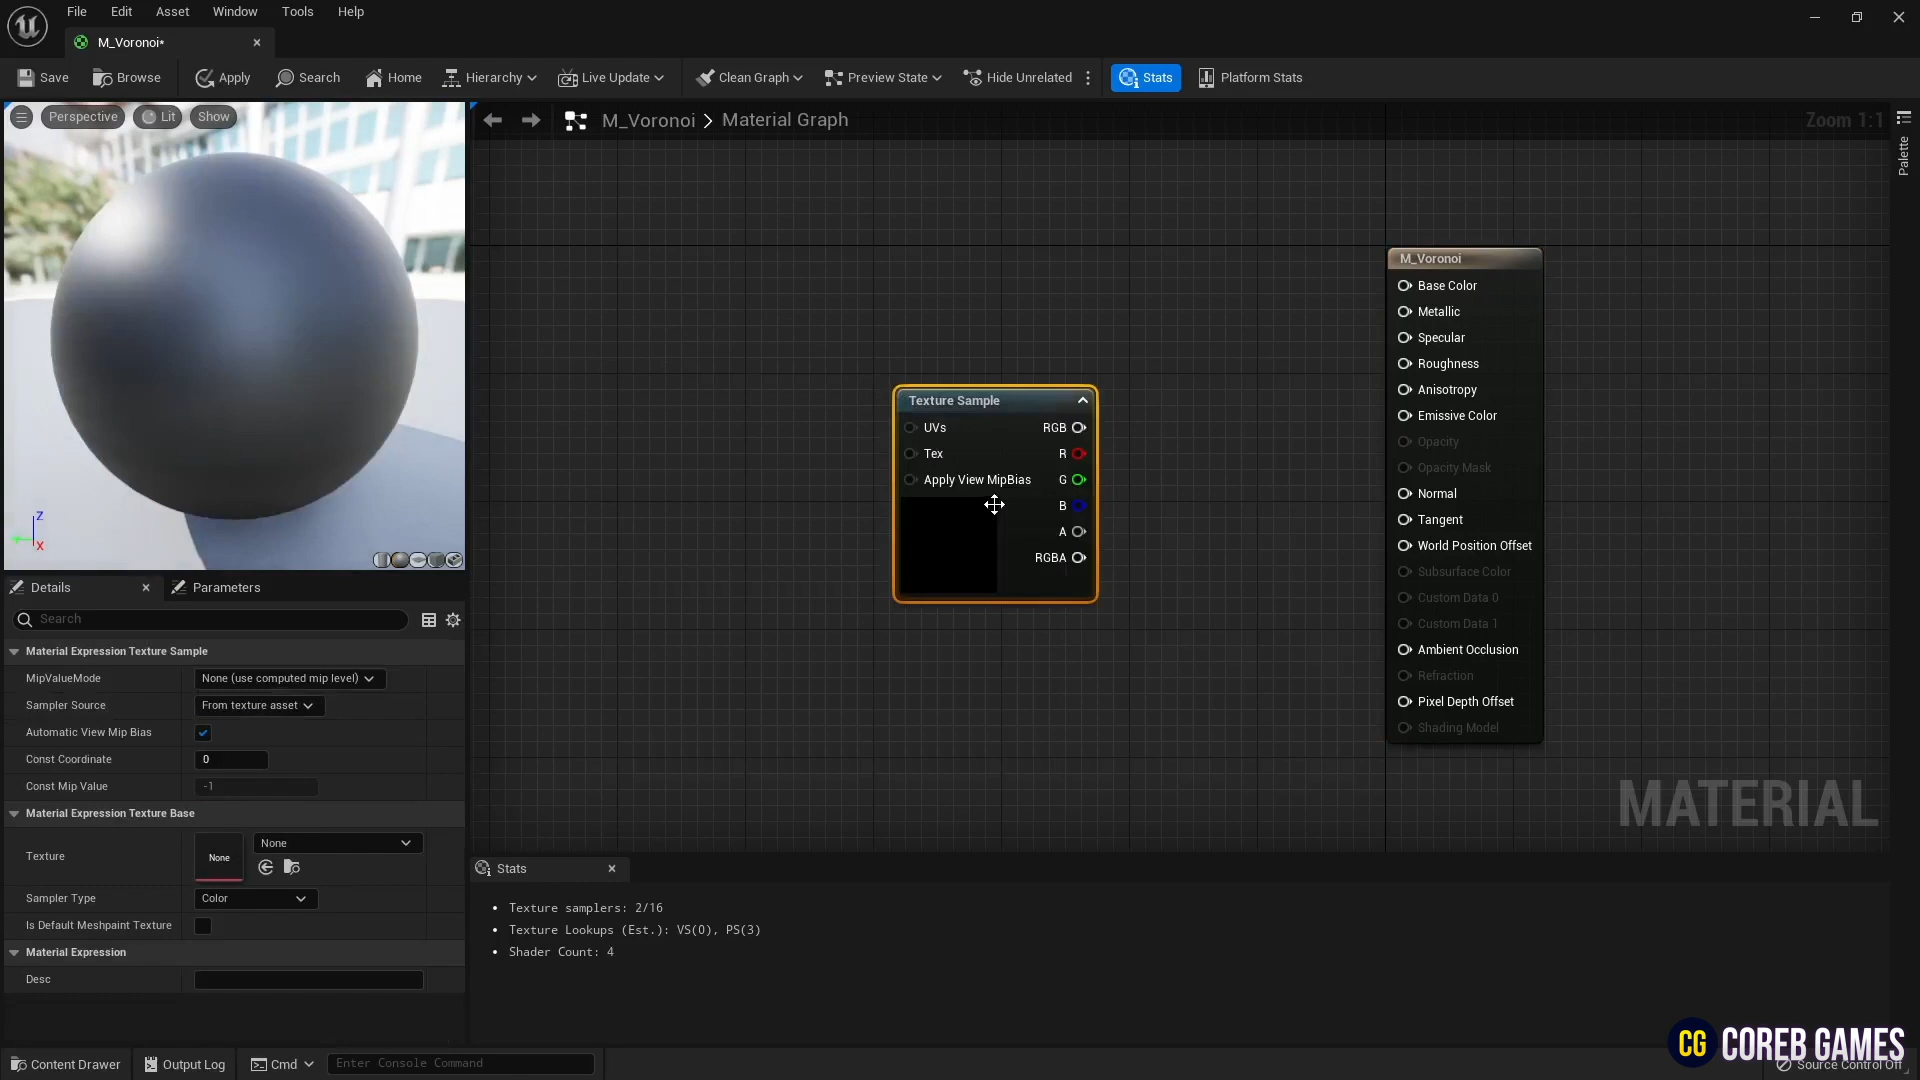 File Edit Asset Window Tools Help
M_Voronoi*
Save Browse Apply Search Home Hierarchy Live Update Clean Graph Preview State Hide Unrelated Stats Platform Stats
Perspective Lit Show
M_Voronoi > Material Graph
Zoom 1:1
Palette
M_Voronoi
Base Color
Metallic
Specular
Roughness
Anisotropy
Emissive Color
Opacity
Opacity Mask
Normal
Tangent
World Position Offset
Subsurface Color
Custom Data 0
Custom Data 1
Ambient Occlusion
Refraction
Pixel Depth Offset
Shading Model
Texture Sample
UVs RGB
Tex R
Apply View MipBias G
B
A
RGBA
MATERIAL
Z
X
Details Parameters
Search
Material Expression Texture Sample
MipValueMode None (use computed mip level)
Sampler Source From texture asset
Automatic View Mip Bias
Const Coordinate 0
Const Mip Value -1
Material Expression Texture Base
Texture None None
Sampler Type Color
Is Default Meshpaint Texture
Material Expression
Desc
Stats
• Texture samplers: 2/16
• Texture Lookups (Est.): VS(0), PS(3)
• Shader Count: 4
CG COREB GAMES
Content Drawer Output Log Cmd Enter Console Command Source Control Off